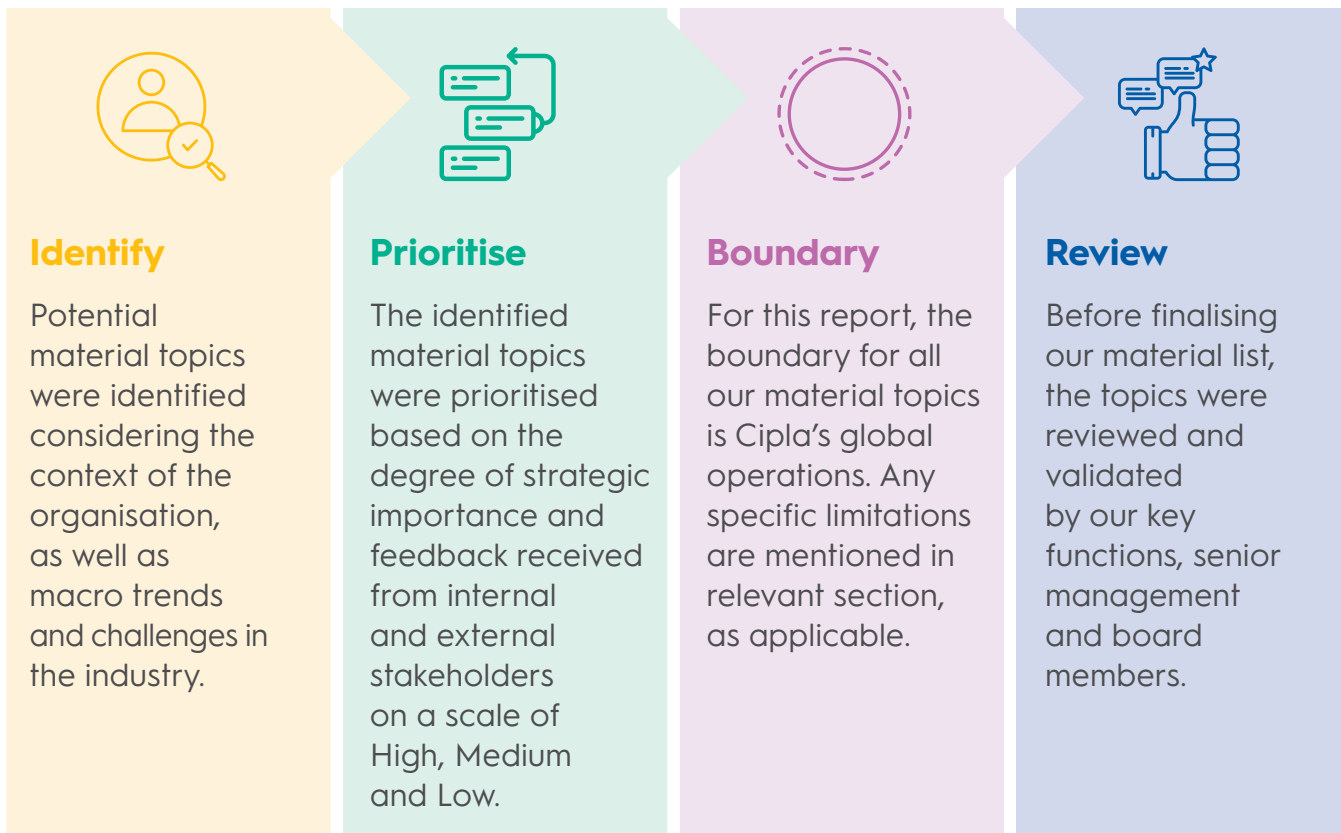 Identify
Potential
material topics
were identified
considering the
context of the
organisation,
as well as
macro trends
and challenges in
the industry.
Prioritise
The identified
material topics
were prioritised
based on the
degree of strategic
importance and
feedback received
from internal
and external
stakeholders
on a scale of
High, Medium
and Low.
Boundary
For this report, the
boundary for all
our material topics
is Cipla’s global
operations. Any
specific limitations
are mentioned in
relevant section,
as applicable.
Review
Before finalising
our material list,
the topics were
reviewed and
validated
by our key
functions, senior
management
and board
members.